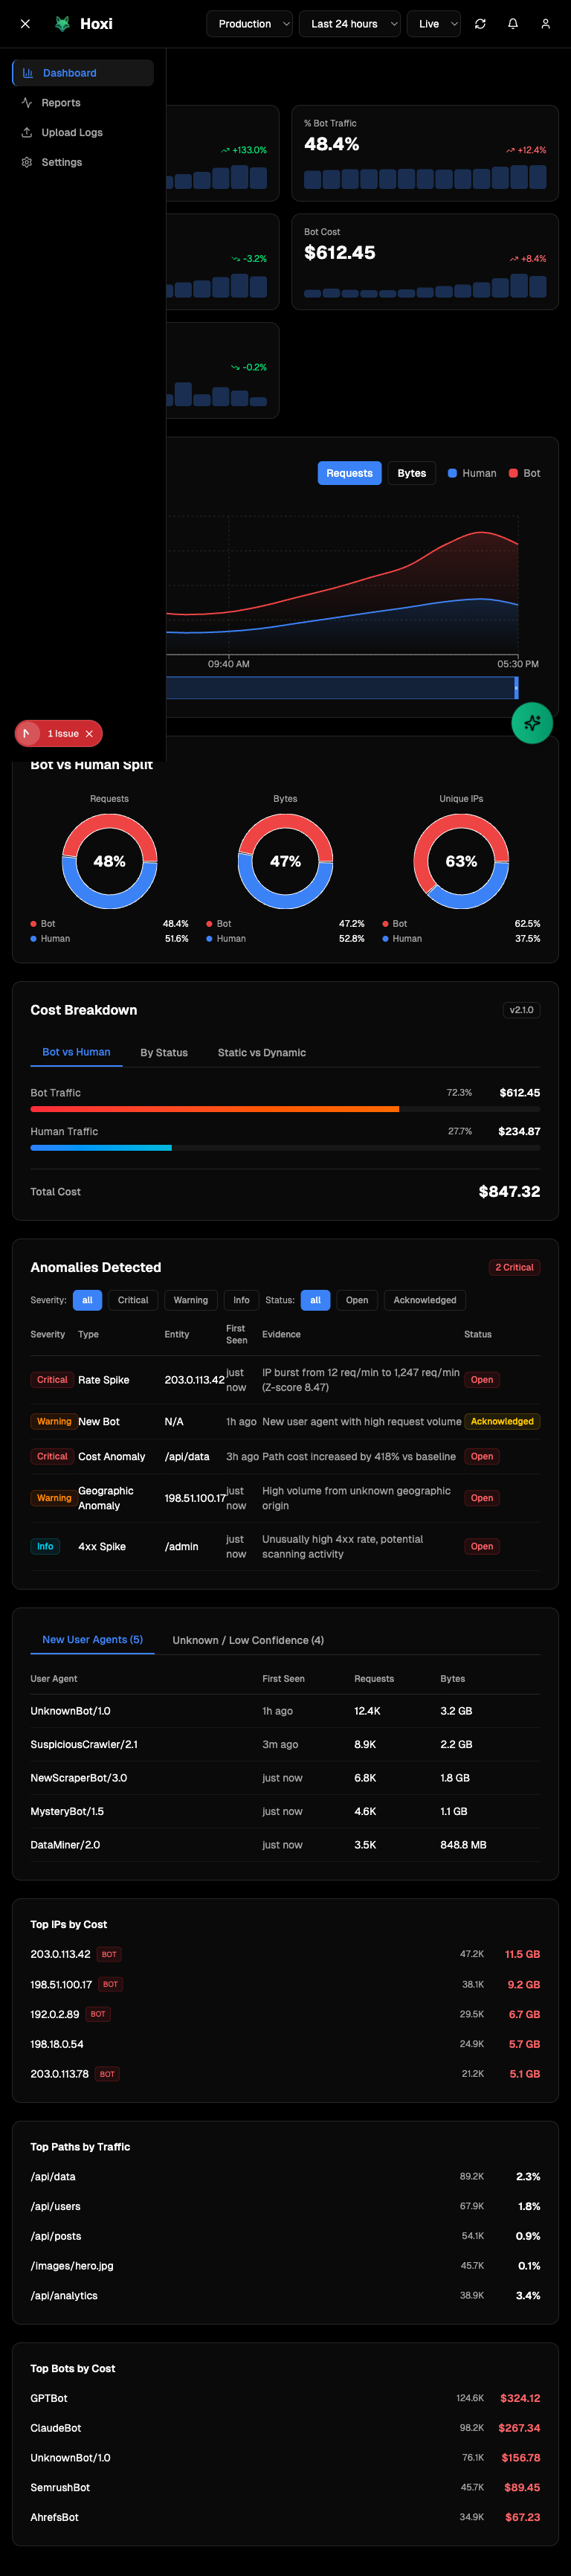 Hoxi
Production
Last 24 hours
Live
Dashboard
Reports
Upload Logs
Settings
+133.0%
% Bot Traffic
48.4%
+12.4%
-3.2%
Bot Cost
$612.45
+8.4%
-0.2%
Requests
Bytes
Human
Bot
09:40 AM
05:30 PM
1 Issue
Bot vs Human Split
Requests
Bytes
Unique IPs
48%
47%
63%
Bot 48.4%
Bot 47.2%
Bot 62.5%
Human 51.6%
Human 52.8%
Human 37.5%
Cost Breakdown
v2.1.0
Bot vs Human
By Status
Static vs Dynamic
Bot Traffic 72.3% $612.45
Human Traffic 27.7% $234.87
Total Cost $847.32
Anomalies Detected
2 Critical
Severity: all Critical Warning Info Status: all Open Acknowledged
Severity Type Entity First Seen Evidence Status
Critical Rate Spike 203.0.113.42 just now IP burst from 12 req/min to 1,247 req/min (Z-score 8.47) Open
Warning New Bot N/A 1h ago New user agent with high request volume Acknowledged
Critical Cost Anomaly /api/data 3h ago Path cost increased by 418% vs baseline Open
Warning Geographic Anomaly 198.51.100.17 just now High volume from unknown geographic origin Open
Info 4xx Spike /admin just now Unusually high 4xx rate, potential scanning activity Open
New User Agents (5)
Unknown / Low Confidence (4)
User Agent First Seen Requests Bytes
UnknownBot/1.0 1h ago 12.4K 3.2 GB
SuspiciousCrawler/2.1 3m ago 8.9K 2.2 GB
NewScraperBot/3.0 just now 6.8K 1.8 GB
MysteryBot/1.5 just now 4.6K 1.1 GB
DataMiner/2.0 just now 3.5K 848.8 MB
Top IPs by Cost
203.0.113.42 BOT 47.2K 11.5 GB
198.51.100.17 BOT 38.1K 9.2 GB
192.0.2.89 BOT 29.5K 6.7 GB
198.18.0.54 24.9K 5.7 GB
203.0.113.78 BOT 21.2K 5.1 GB
Top Paths by Traffic
/api/data 89.2K 2.3%
/api/users 67.9K 1.8%
/api/posts 54.1K 0.9%
/images/hero.jpg 45.7K 0.1%
/api/analytics 38.9K 3.4%
Top Bots by Cost
GPTBot 124.6K $324.12
ClaudeBot 98.2K $267.34
UnknownBot/1.0 76.1K $156.78
SemrushBot 45.7K $89.45
AhrefsBot 34.9K $67.23